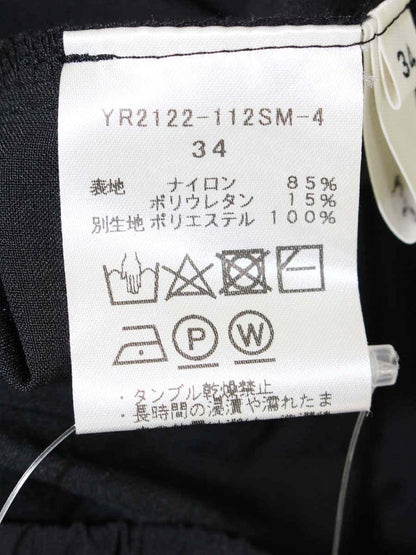 YR2122-112SM-4
34
表地 ナイロン 85%
ポリウレタン 15%
別生地 ポリエステル 100%
P W
・タンブル乾燥禁止
・長時間の浸漬や濡れたま
34